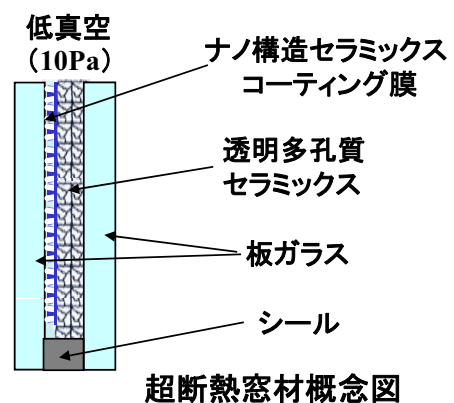 低真空
（10Pa）
ナノ構造セラミックス
コーティング膜
透明多孔質
セラミックス
板ガラス
シール
超断熱窓材概念図